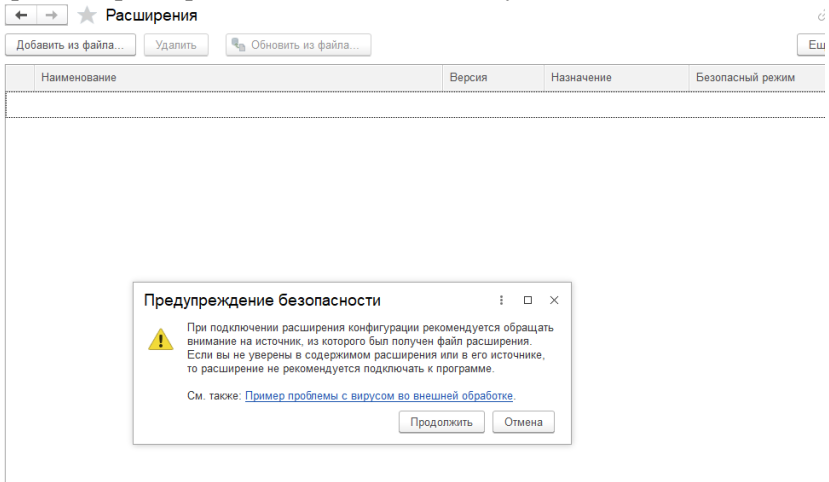 Расширения
Добавить из файла... Удалить Обновить из файла...
Наименование Версия Назначение Безопасный режим
Предупреждение безопасности
При подключении расширения конфигурации рекомендуется обращать
внимание на источник, из которого был получен файл расширения.
Если вы не уверены в содержимом расширения или в его источнике,
то расширение не рекомендуется подключать к программе.
См. также: Пример проблемы с вирусом во внешней обработке.
Продолжить Отмена